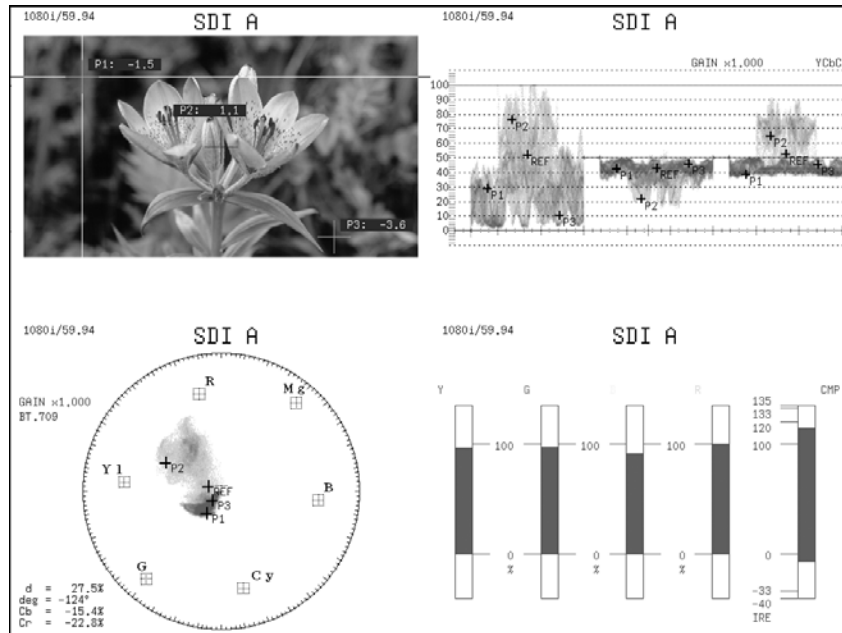 1080i/59.94
SDI A
P1: -1.5
P2: 1.1
P3: -3.6
1080i/59.94
SDI A
GAIN x1.000
YCbC
100
90
80
70
60
50
40
30
20
10
0
P1
P2
REF
P3
P1
P2
REF
P3
P1
P2
REF
P3
1080i/59.94
SDI A
GAIN x1.000
BT.709
R
Mg
Yl
B
G
Cy
P2
REF
P3
P1
d = 27.5%
deg = -124°
Cb = -15.4%
Cr = -22.8%
1080i/59.94
SDI A
Y
G
R
CMP
100
0
%
100
0
%
100
0
%
135
133
120
100
0
-33
-40
IRE